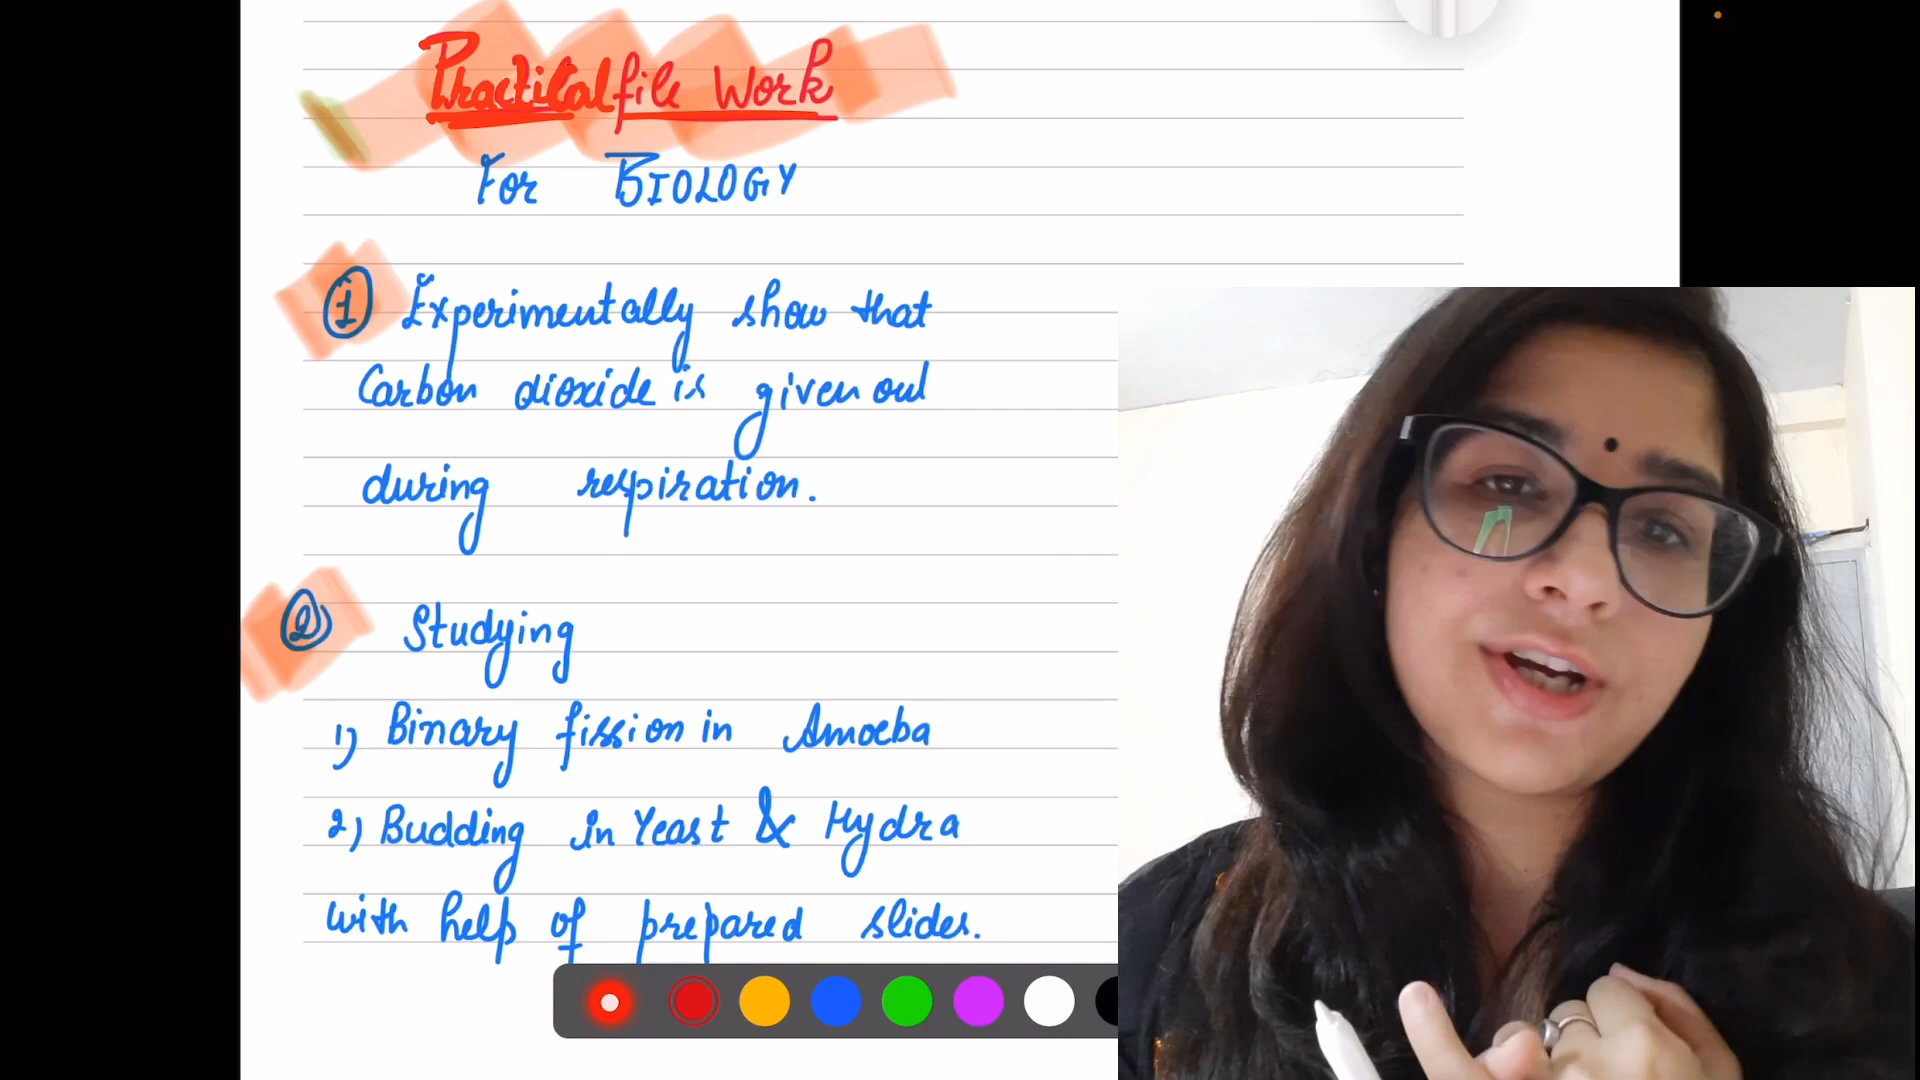 Practical file Work
For BIOLOGY
1 Experimentally show that
Carbon dioxide is given out
during respiration.
2 Studying
1) Binary fission in Amoeba
2) Budding in Yeast & Hydra
with help of prepared slides.